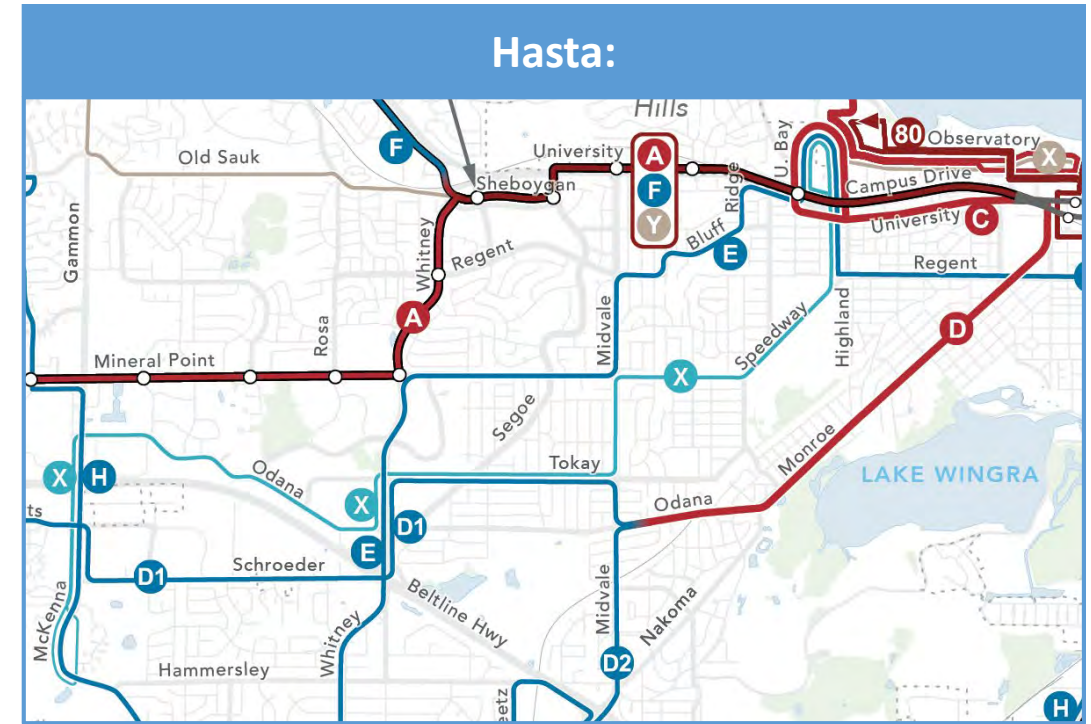 Hasta:
Hills
F
Old Sauk
University
A
F
Y
Ridge
U. Bay
80
Observatory
X
Sheboygan
Campus Drive
University
C
Gammon
Whitney
Regent
Bluff
E
Regent
A
Rosa
Mineral Point
Midvale
Speedway
Highland
D
X
Segoe
Monroe
Tokay
LAKE WINGRA
X
H
Odana
X
Odana
ts
D1
E
Schroeder
D1
Beltline Hwy
McKenna
Whitney
Midvale
Nakoma
Hammersley
D2
eetz
H